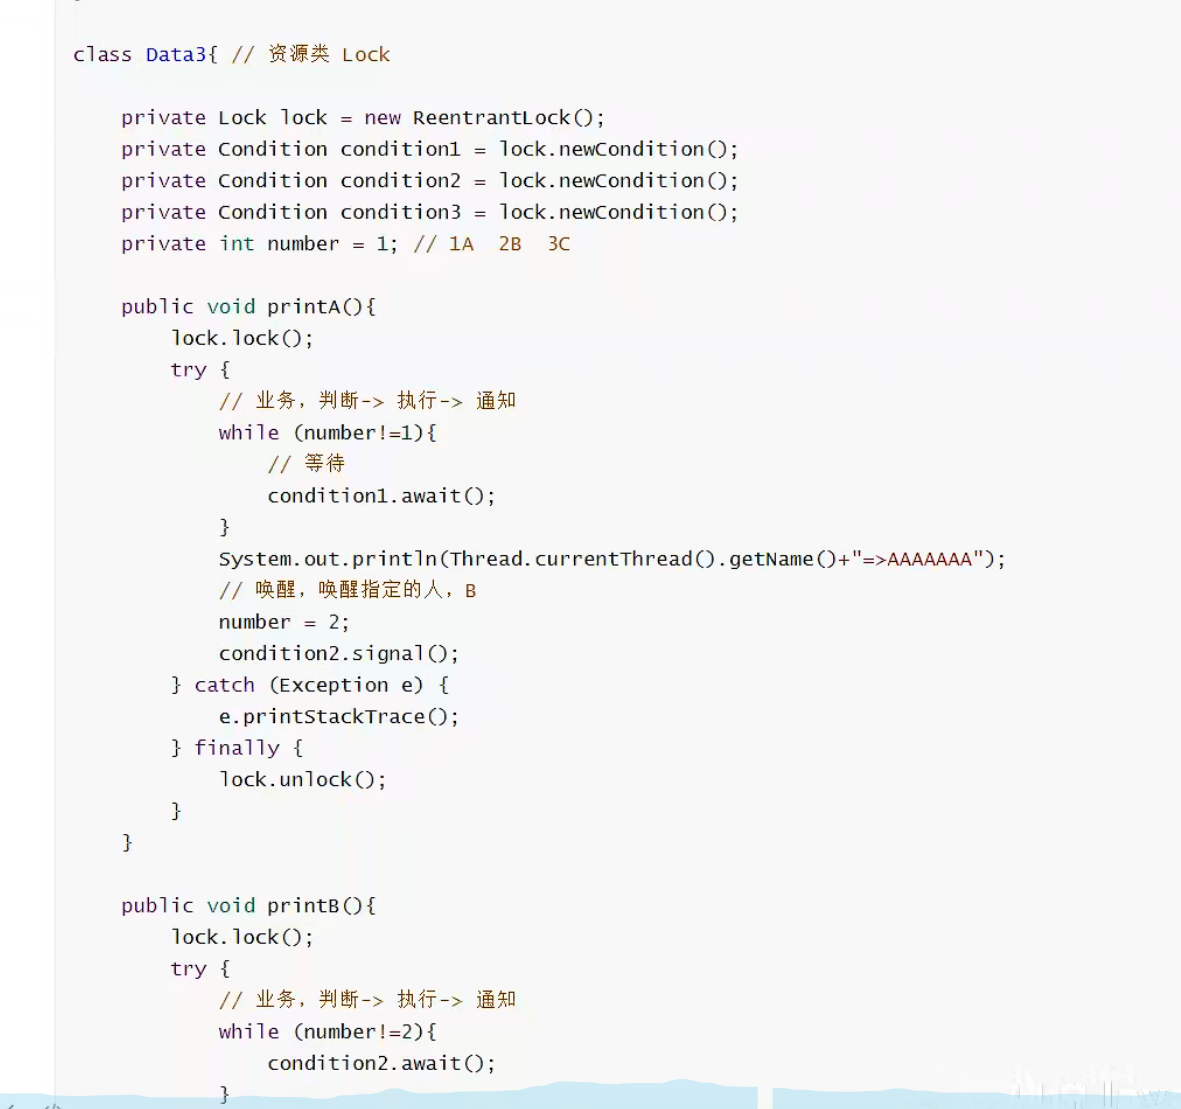 class Data3{ // 资源类 Lock
private Lock lock = new ReentrantLock();
private Condition condition1 = lock.newCondition();
private Condition condition2 = lock.newCondition();
private Condition condition3 = lock.newCondition();
private int number = 1; // 1A 2B 3C
public void printA(){
lock.lock();
try {
// 业务，判断-> 执行-> 通知
while (number!=1){
// 等待
condition1.await();
}
System.out.println(Thread.currentThread().getName()+"=>AAAAAAA");
// 唤醒，唤醒指定的人，B
number = 2;
condition2.signal();
} catch (Exception e) {
e.printStackTrace();
} finally {
lock.unlock();
}
}
public void printB(){
lock.lock();
try {
// 业务，判断-> 执行-> 通知
while (number!=2){
condition2.await();
}